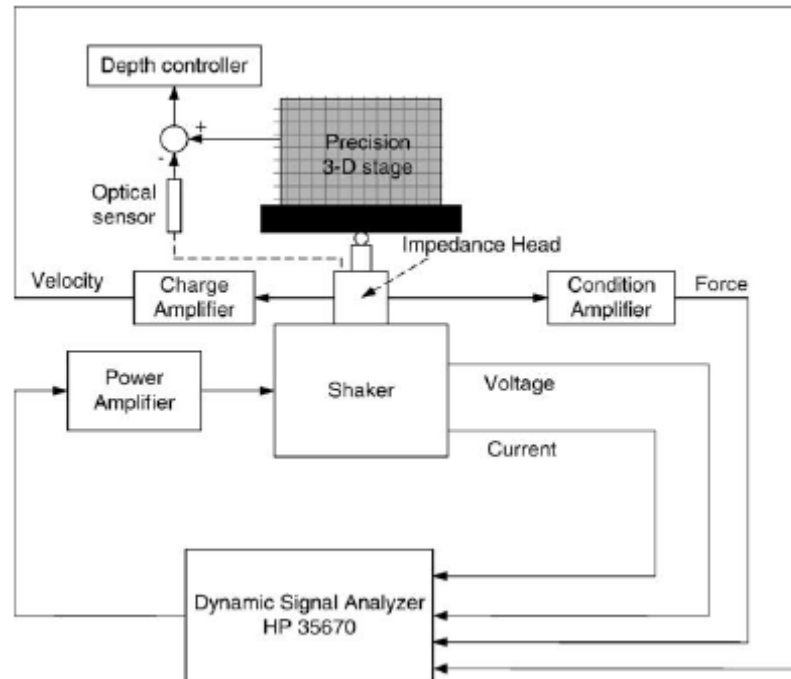 Depth controller
+
-
Precision
3-D stage
Optical
sensor
Impedance Head
Velocity
Charge
Amplifier
Condition
Amplifier
Force
Power
Amplifier
Shaker
Voltage
Current
Dynamic Signal Analyzer
HP 35670